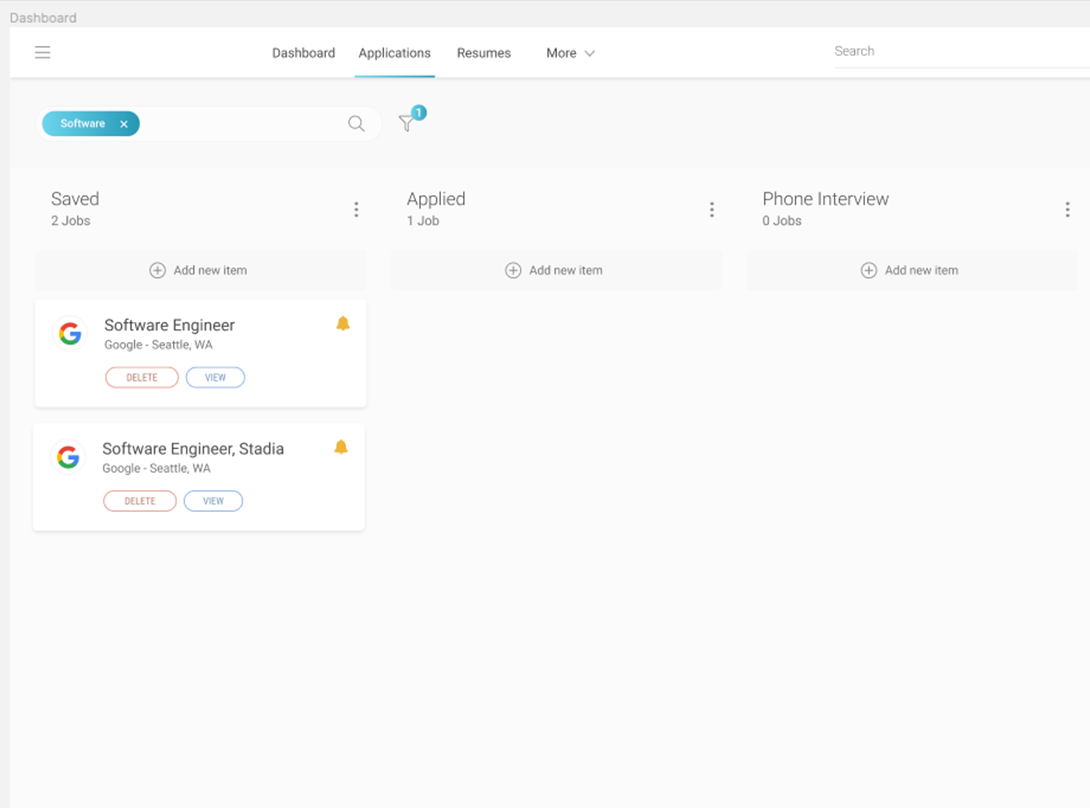 Dashboard
Dashboard Applications Resumes More Search
Software × 1
Saved
2 Jobs
Applied
1 Job
Phone Interview
0 Jobs
Add new item
Add new item
Add new item
Software Engineer
Google - Seattle, WA
DELETE VIEW
Software Engineer, Stadia
Google - Seattle, WA
DELETE VIEW